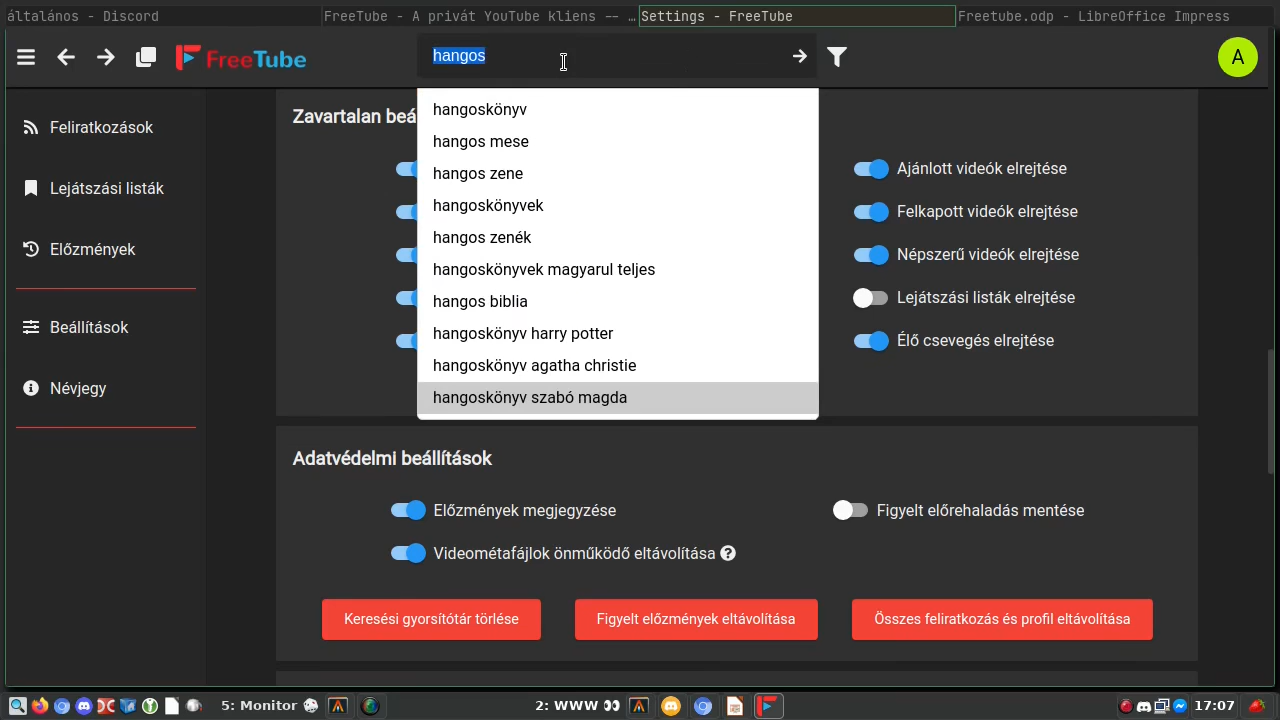 általános - Discord
FreeTube - A privát YouTube kliens -- …
Settings - FreeTube
Freetube.odp - LibreOffice Impress
FreeTube
hangos
A
Feliratkozások
Lejátszási listák
Előzmények
Beállítások
Névjegy
Zavartalan beá
hangoskönyv
hangos mese
hangos zene
hangoskönyvek
hangos zenék
hangoskönyvek magyarul teljes
hangos biblia
hangoskönyv harry potter
hangoskönyv agatha christie
hangoskönyv szabó magda
Ajánlott videók elrejtése
Felkapott videók elrejtése
Népszerű videók elrejtése
Lejátszási listák elrejtése
Élő csevegés elrejtése
Adatvédelmi beállítások
Előzmények megjegyzése
Figyelt előrehaladás mentése
Videométafájlok önműködő eltávolítása ?
Keresési gyorsítótár törlése
Figyelt előzmények eltávolítása
Összes feliratkozás és profil eltávolítása
5: Monitor
2: WWW
17:07